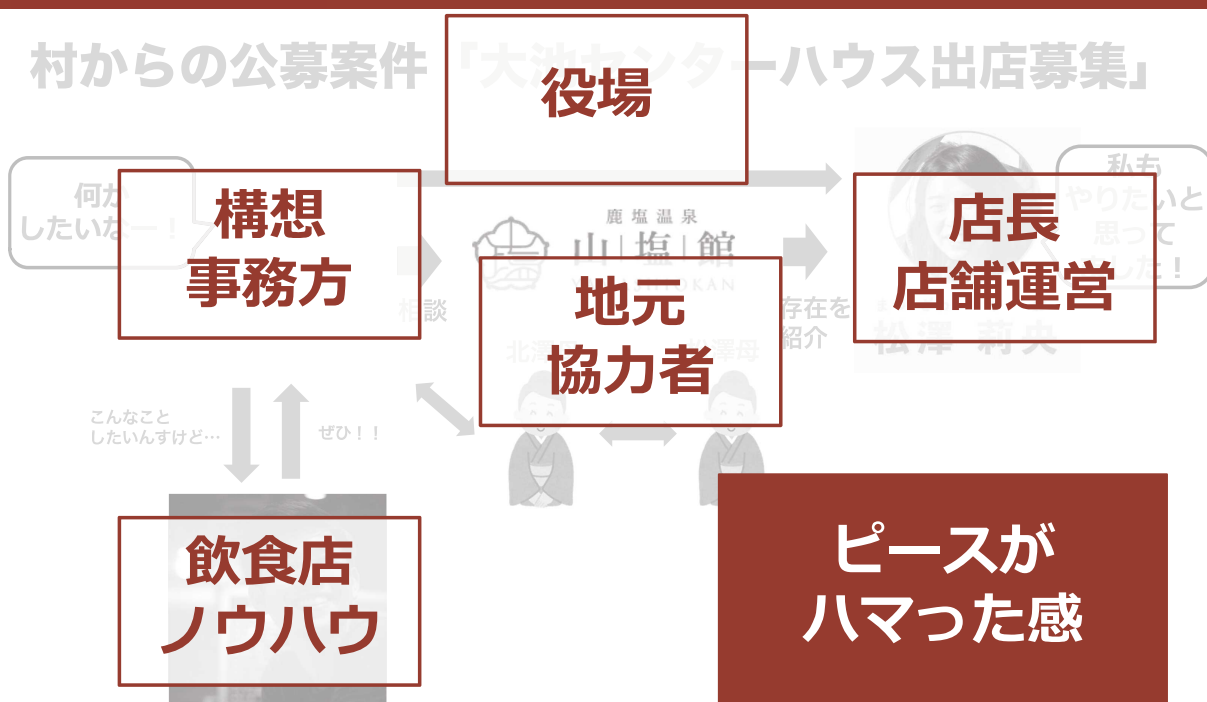 村からの公募案件「大池センターハウス出店募集」
役場
何か
したいなー！
構想
事務方
鹿塩温泉
山塩館
地元
協力者
店長
店舗運営
私も
やりたいと
思って
した！
相談
存在を
紹介
松澤 莉央
こんなこと
したいんすけど…
ぜひ！！
飲食店
ノウハウ
ピースが
ハマった感